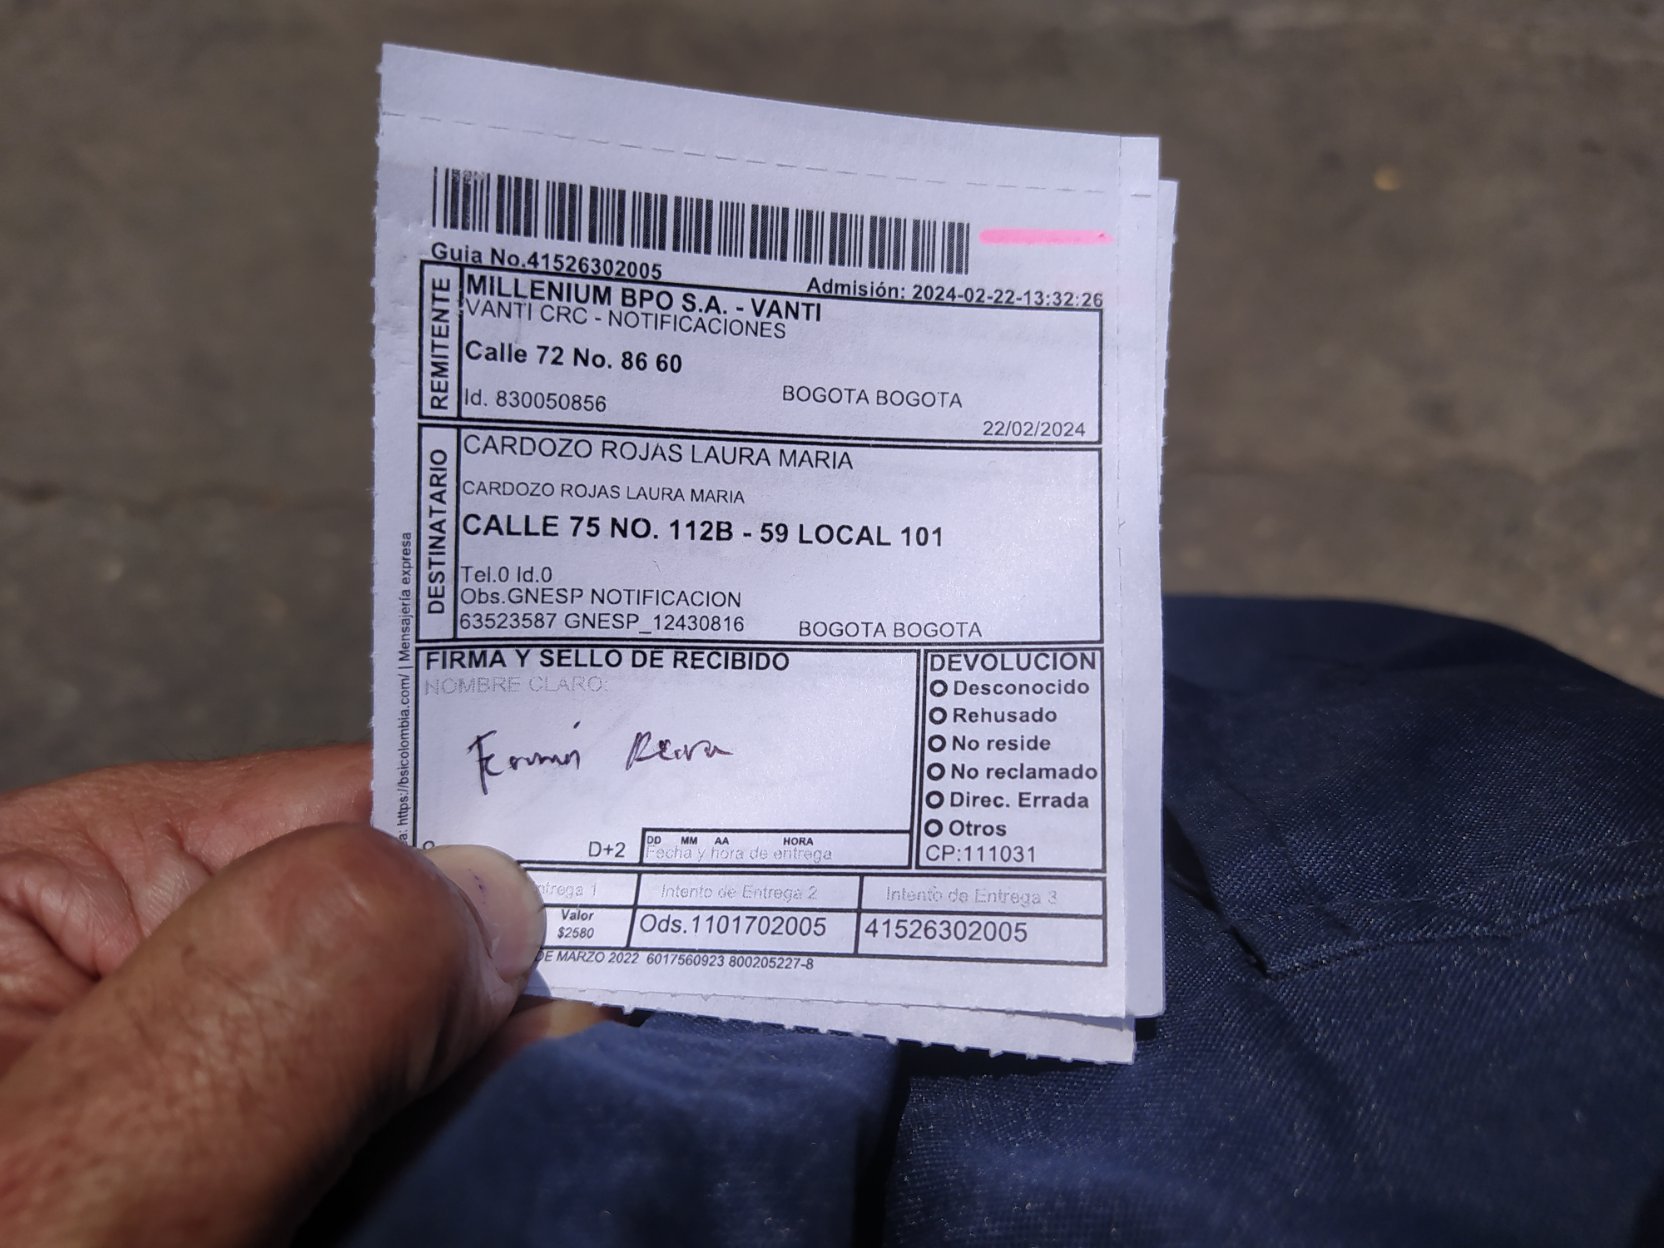 Guia No.41526302005
Admisión: 2024-02-22-13:32:26
REMITENTE
MILLENIUM BPO S.A. - VANTI
VANTI CRC - NOTIFICACIONES
Calle 72 No. 86 60
Id. 830050856
BOGOTA BOGOTA
22/02/2024
DESTINATARIO
CARDOZO ROJAS LAURA MARIA
CARDOZO ROJAS LAURA MARIA
CALLE 75 NO. 112B - 59 LOCAL 101
Tel.0 Id.0
Obs.GNESP NOTIFICACION
63523587 GNESP_12430816
BOGOTA BOGOTA
https://bsicolombia.com/ | Mensajería expresa
FIRMA Y SELLO DE RECIBIDO
NOMBRE CLARO:
D+2
DD MM AA HORA
Fecha y hora de entrega
DEVOLUCION
Desconocido
Rehusado
No reside
No reclamado
Direc. Errada
Otros
CP:111031
1
Intento de Entrega 2
Intento de Entrega 3
Valor
$2580
Ods.1101702005
41526302005
DE MARZO 2022 6017560923 800205227-8